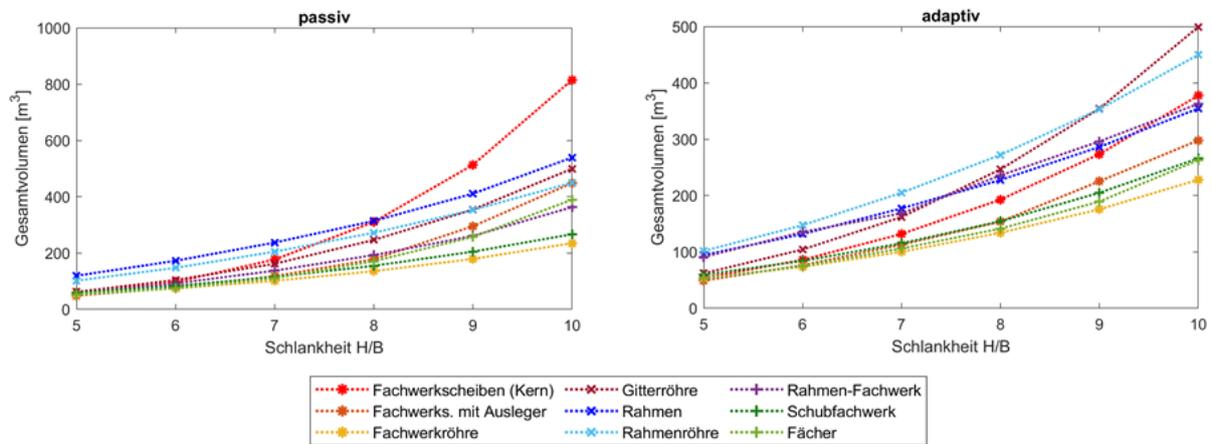 passiv
Gesamtvolumen [m³]
1000
800
600
400
200
0
5 6 7 8 9 10
Schlankheit H/B
adaptiv
Gesamtvolumen [m³]
500
400
300
200
100
0
5 6 7 8 9 10
Schlankheit H/B
Fachwerkscheiben (Kern) Gitterröhre Rahmen-Fachwerk
Fachwerks. mit Ausleger Rahmen Schubfachwerk
Fachwerkröhre Rahmenröhre Fächer